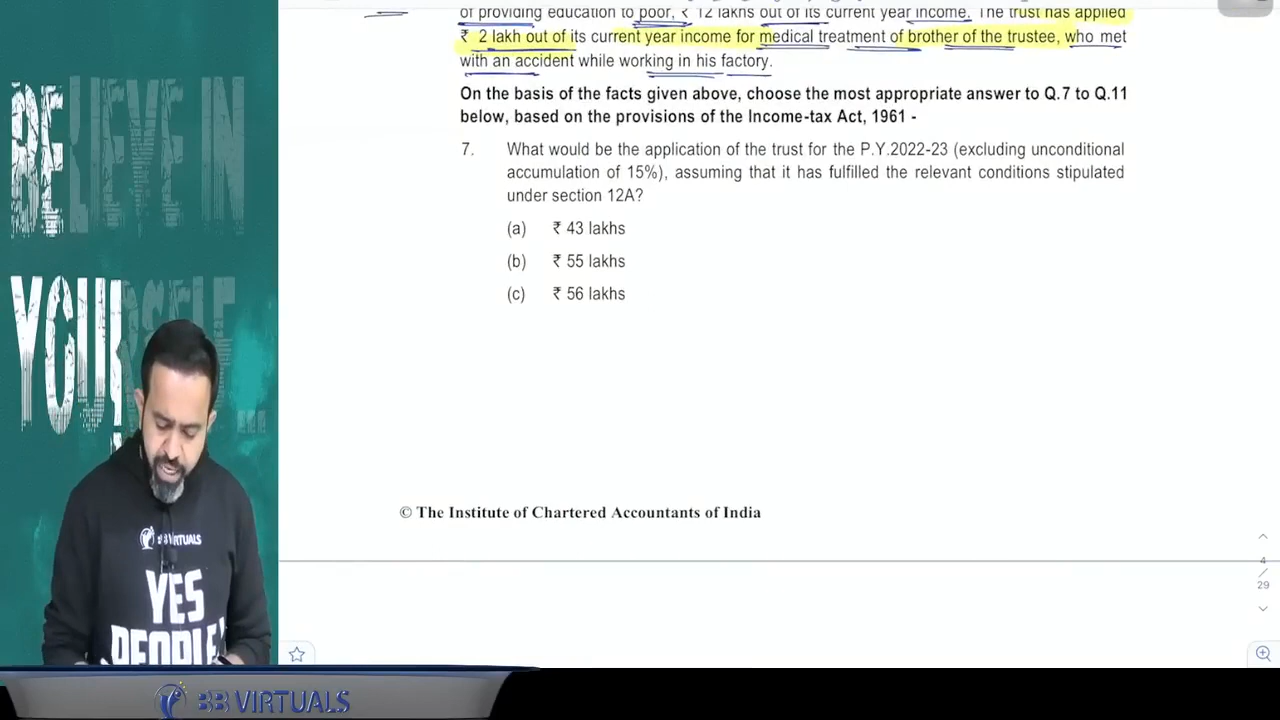 of providing education to poor, ₹ 12 lakhs out of its current year income. The trust has applied
₹ 2 lakh out of its current year income for medical treatment of brother of the trustee, who met
with an accident while working in his factory.
On the basis of the facts given above, choose the most appropriate answer to Q.7 to Q.11
below, based on the provisions of the Income-tax Act, 1961 -
7. What would be the application of the trust for the P.Y.2022-23 (excluding unconditional
accumulation of 15%), assuming that it has fulfilled the relevant conditions stipulated
under section 12A?
(a) ₹ 43 lakhs
(b) ₹ 55 lakhs
(c) ₹ 56 lakhs
© The Institute of Chartered Accountants of India
4
/
29
BELIEVE IN
YOURSELF...
BB VIRTUALS
YES
PEOPLE!
BB VIRTUALS